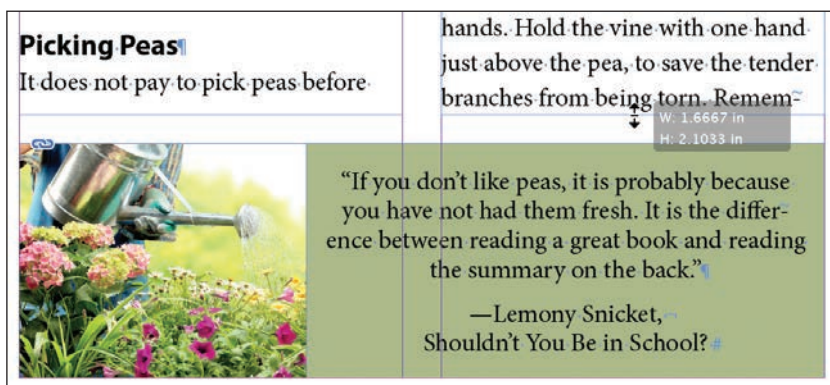 Picking Peas¶
It does not pay to pick peas before
hands. Hold the vine with one hand
just above the pea, to save the tender
branches from being torn. Remem-
W: 1.6667 in
H: 2.1033 in
“If you don’t like peas, it is probably because
you have not had them fresh. It is the differ-
ence between reading a great book and reading
the summary on the back.”¶
—Lemony Snicket,¬
Shouldn’t You Be in School?#